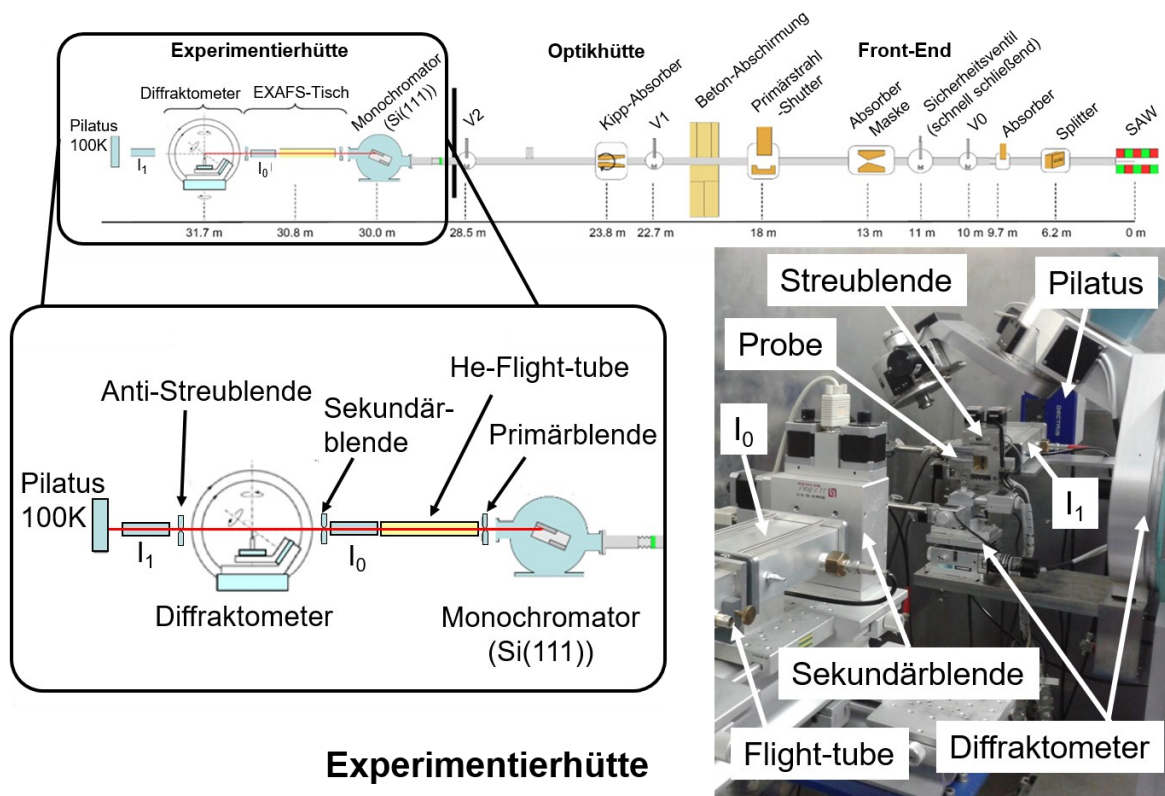 Experimentierhütte
Optikhütte
Front-End
Diffraktometer
EXAFS-Tisch
Monochromator
(Si(111))
Pilatus
100K
I1
I0
V2
Kipp-Absorber
V1
Beton-Abschirmung
Primärstrahl
-Shutter
Absorber
Maske
Sicherheitsventil
(schnell schließend)
V0
Absorber
Splitter
SAW
31.7 m
30.8 m
30.0 m
28.5 m
23.8 m
22.7 m
18 m
13 m
11 m
10 m
9.7 m
6.2 m
0 m
Anti-Streublende
He-Flight-tube
Sekundär-
blende
Primärblende
Pilatus
100K
I1
I0
Diffraktometer
Monochromator
(Si(111))
Experimentierhütte
Streublende
Pilatus
Probe
I0
DECTRIS
I1
Sekundärblende
Flight-tube
Diffraktometer